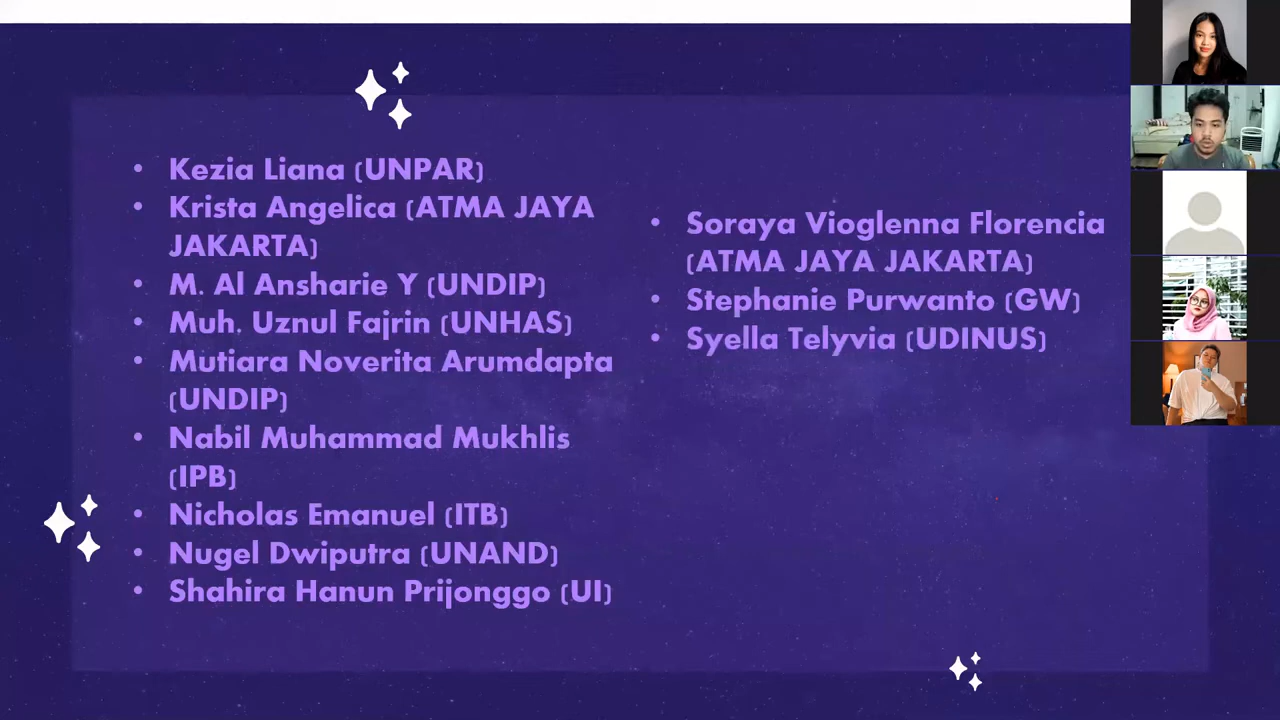 • Kezia Liana (UNPAR)
• Krista Angelica (ATMA JAYA
JAKARTA)
• M. Al Ansharie Y (UNDIP)
• Muh. Uznul Fajrin (UNHAS)
• Mutiara Noverita Arumdapta
(UNDIP)
• Nabil Muhammad Mukhlis
(IPB)
• Nicholas Emanuel (ITB)
• Nugel Dwiputra (UNAND)
• Shahira Hanun Prijonggo (UI)
• Soraya Vioglenna Florencia
(ATMA JAYA JAKARTA)
• Stephanie Purwanto (GW)
• Syella Telyvia (UDINUS)